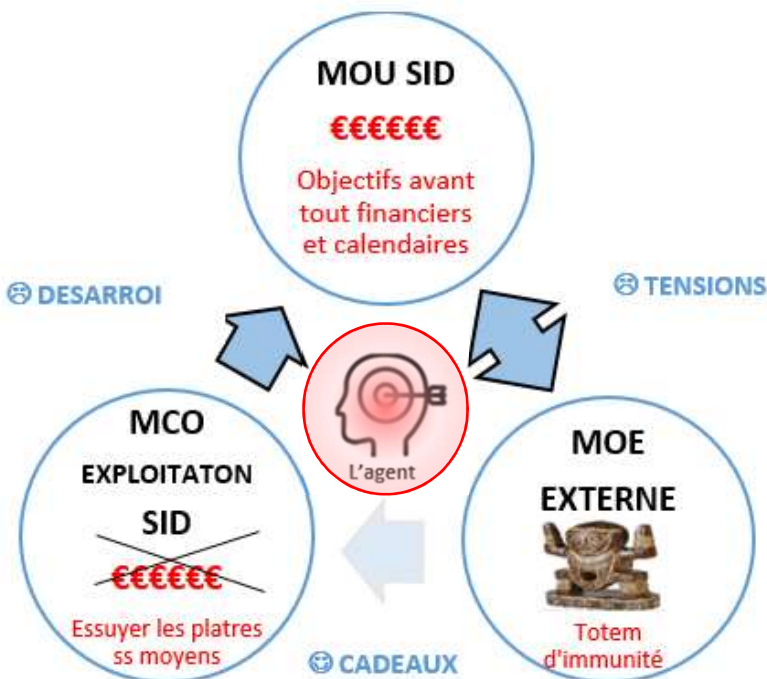 MOU SID
€€€€€€
Objectifs avant
tout financiers
et calendaires
☹ DESARROI
☹ TENSIONS
L'agent
MCO
EXPLOITATON
SID
€€€€€€
Essuyer les platres
ss moyens
MOE
EXTERNE
Totem
d'immunité
☺ CADEAUX